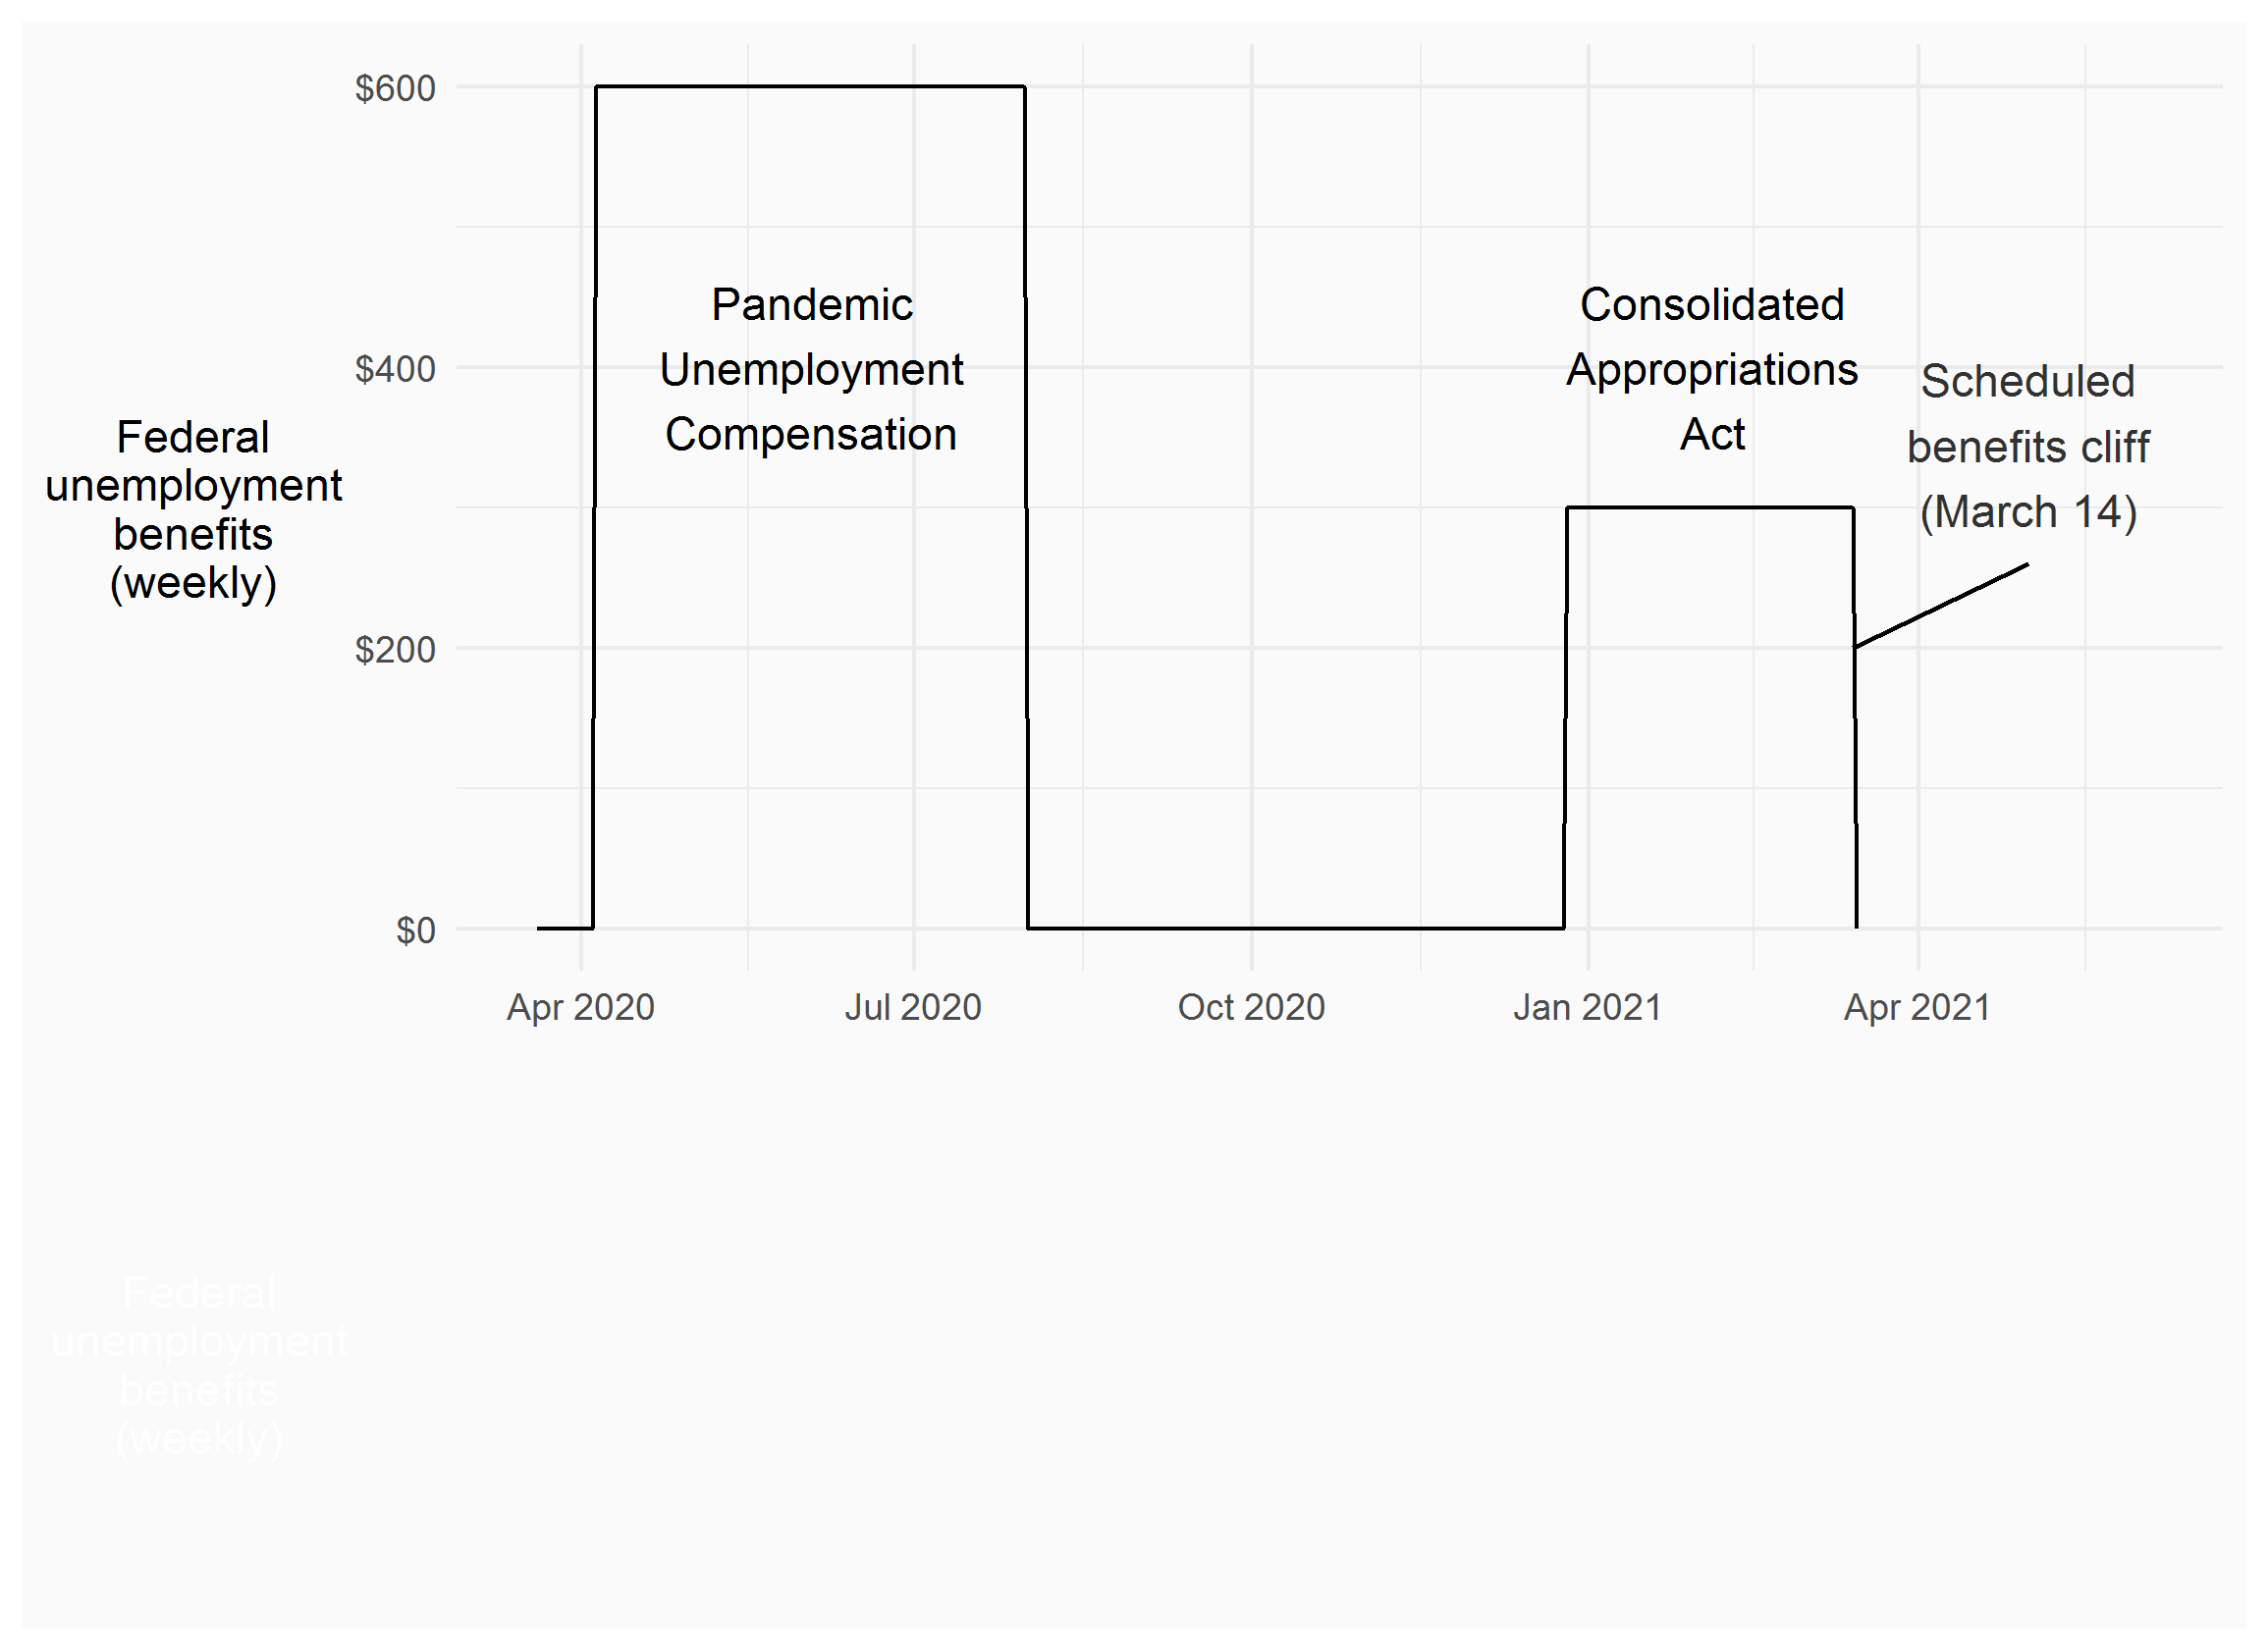 $600
$400
$200
$0
Federal
unemployment
benefits
(weekly)
Pandemic
Unemployment
Compensation
Consolidated
Appropriations
Act
Scheduled
benefits cliff
(March 14)
Apr 2020
Jul 2020
Oct 2020
Jan 2021
Apr 2021
Federal
unemployment
benefits
(weekly)